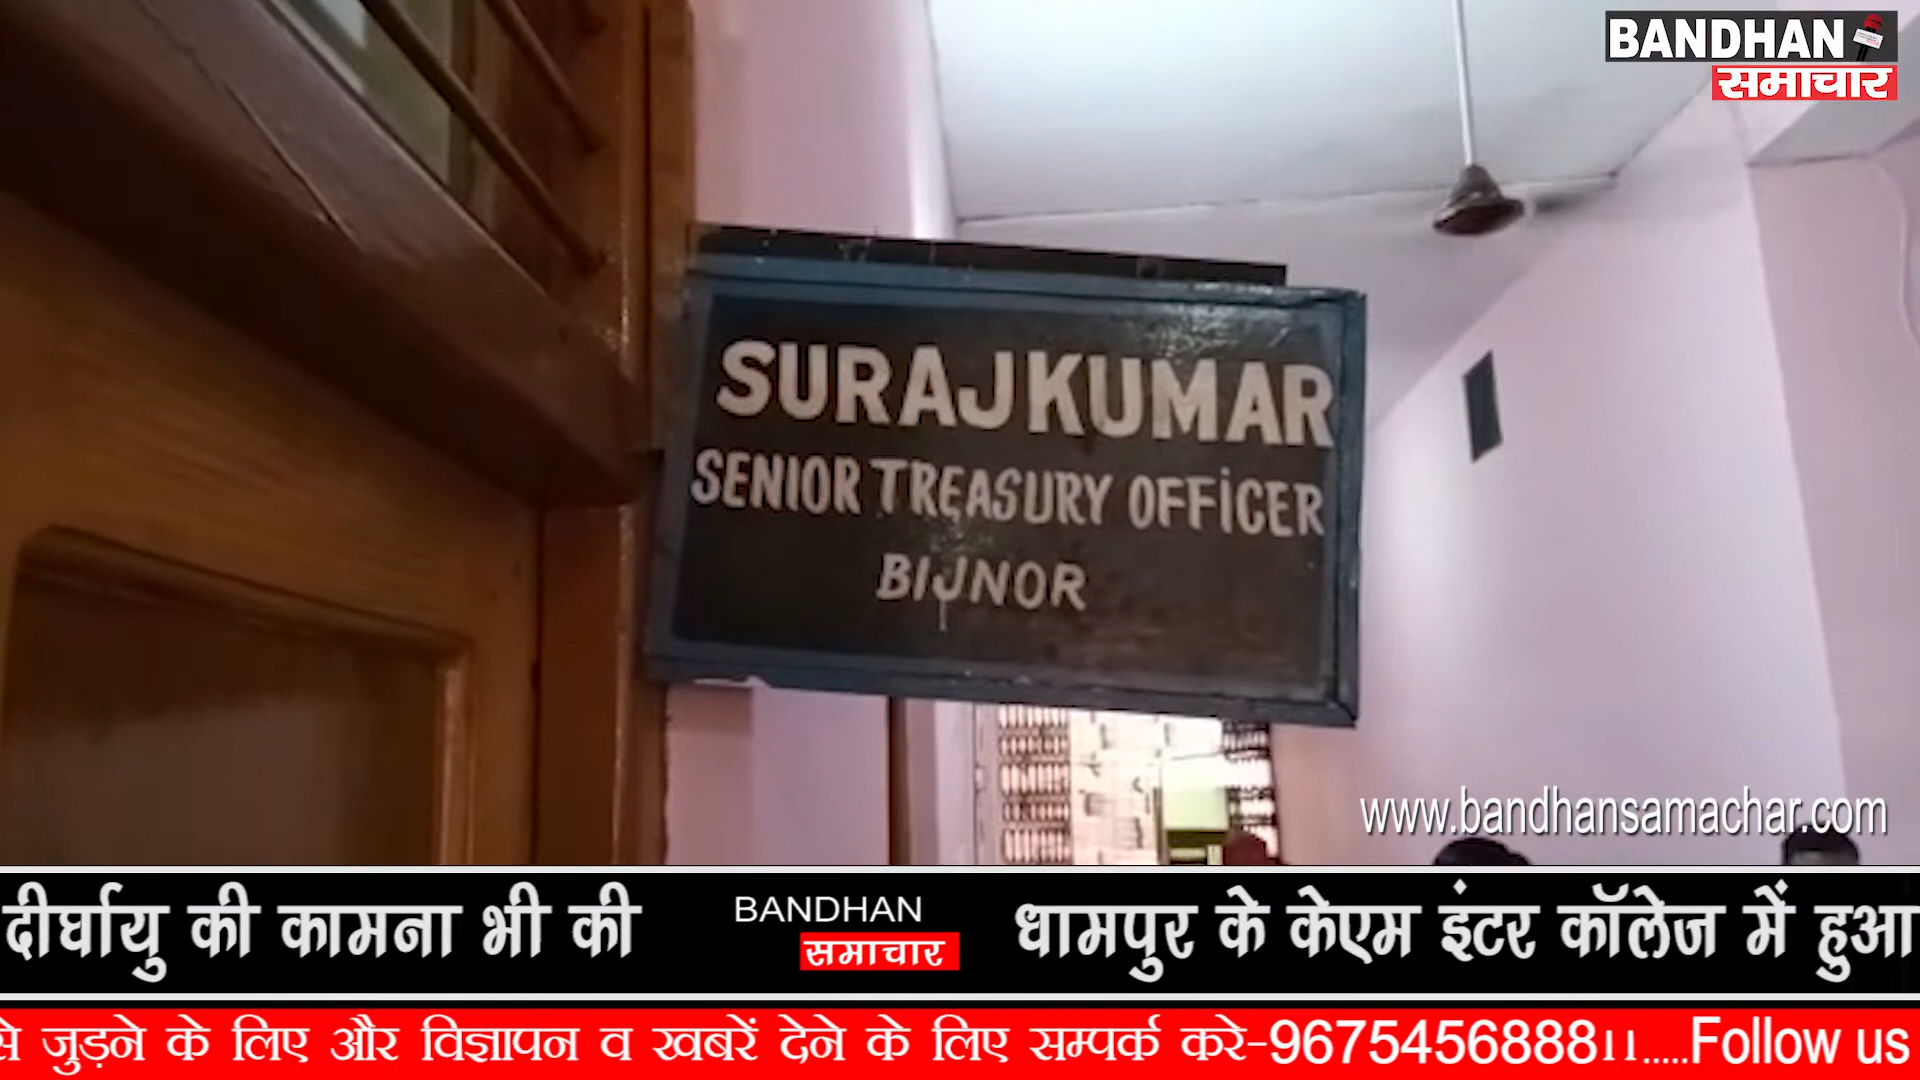 BANDHAN
समाचार
SURAJKUMAR
SENIOR TREASURY OFFICER
BIJNOR
www.bandhansamachar.com
दीर्घायु की कामना भी की
BANDHAN
समाचार
धामपुर के केएम इंटर कॉलेज में हुआ
से जुड़ने के लिए और विज्ञापन व खबरें देने के लिए सम्पर्क करे-9675456888।।.....Follow us